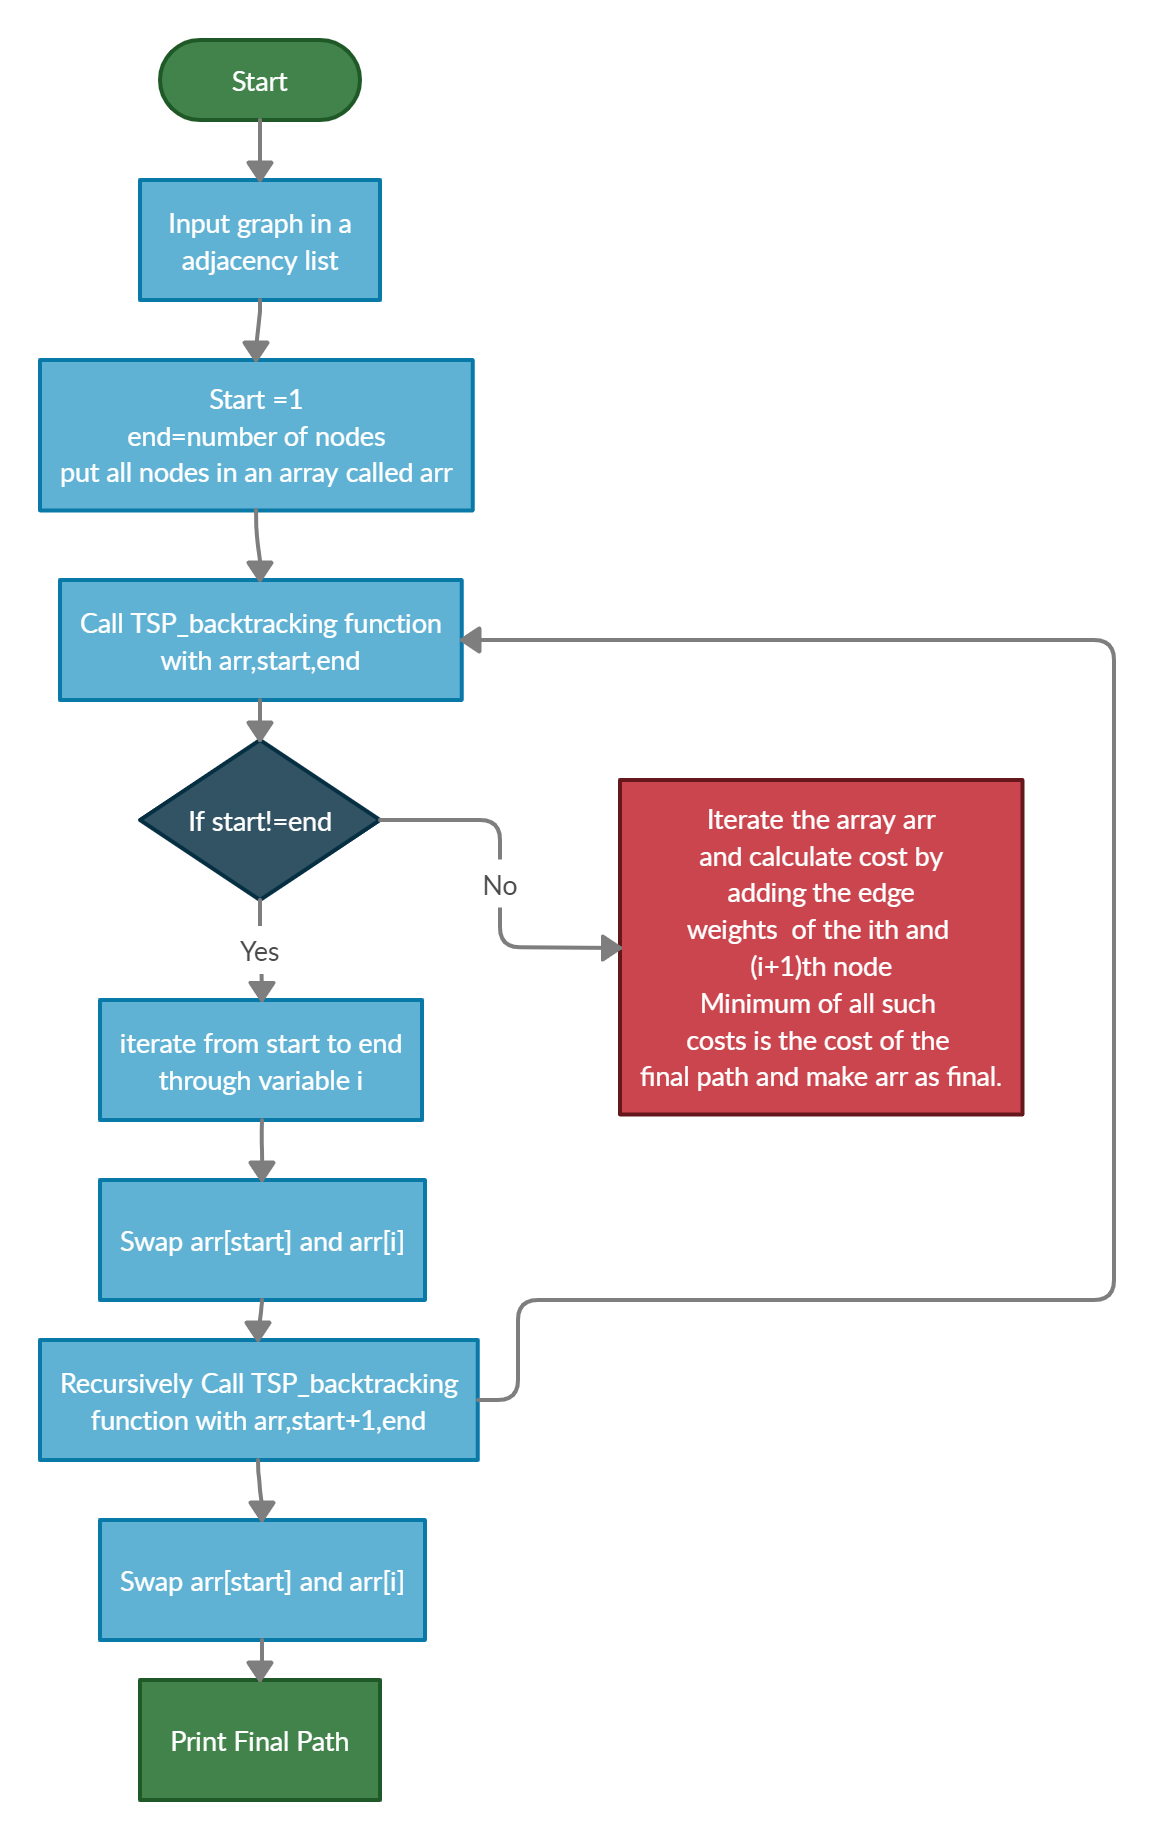 Start
Input graph in a
adjacency list
Start =1
end=number of nodes
put all nodes in an array called arr
Call TSP_backtracking function
with arr,start,end
If start!=end
No
Yes
Iterate the array arr
and calculate cost by
adding the edge
weights  of the ith and
(i+1)th node
Minimum of all such
costs is the cost of the
final path and make arr as final.
iterate from start to end
through variable i
Swap arr[start] and arr[i]
Recursively Call TSP_backtracking
function with arr,start+1,end
Swap arr[start] and arr[i]
Print Final Path